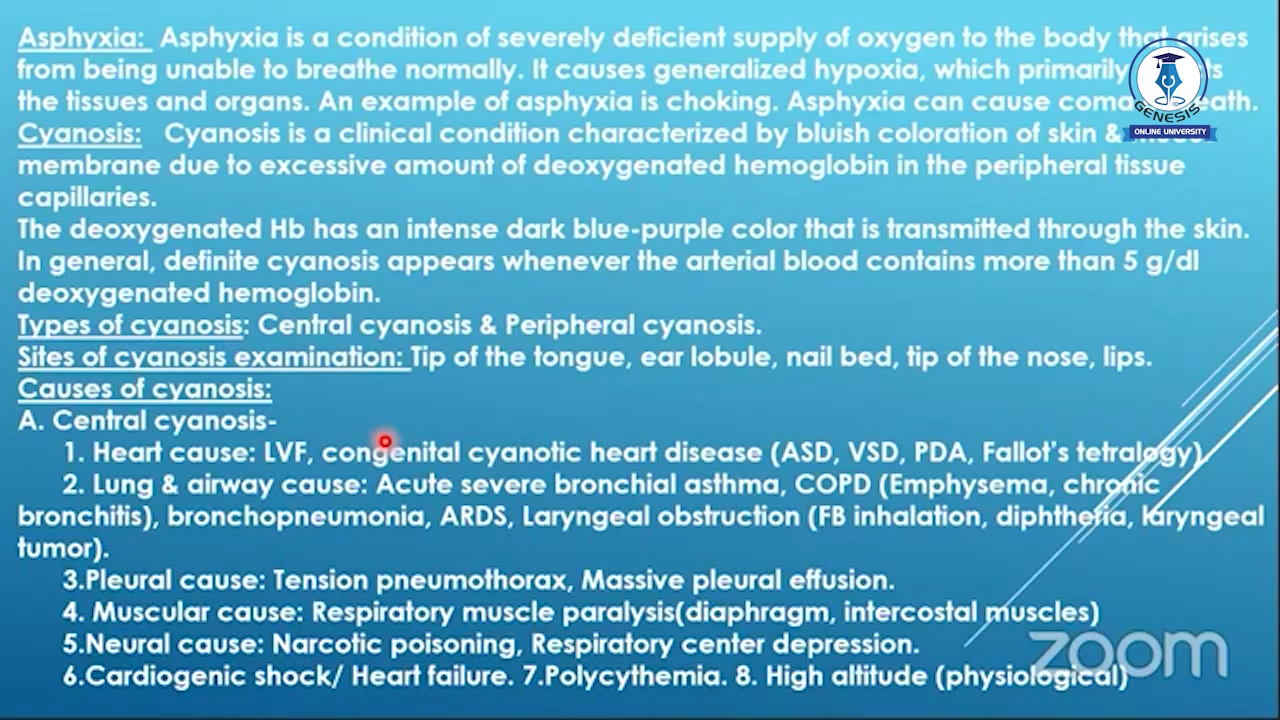 Asphyxia: Asphyxia is a condition of severely deficient supply of oxygen to the body that arises
from being unable to breathe normally. It causes generalized hypoxia, which primarily
the tissues and organs. An example of asphyxia is choking. Asphyxia can cause coma
GENESIS
ONLINE UNIVERSITY
Cyanosis: Cyanosis is a clinical condition characterized by bluish coloration of skin &
membrane due to excessive amount of deoxygenated hemoglobin in the peripheral tissue
capillaries.
The deoxygenated Hb has an intense dark blue-purple color that is transmitted through the skin.
In general, definite cyanosis appears whenever the arterial blood contains more than 5 g/dl
deoxygenated hemoglobin.
Types of cyanosis: Central cyanosis & Peripheral cyanosis.
Sites of cyanosis examination: Tip of the tongue, ear lobule, nail bed, tip of the nose, lips.
Causes of cyanosis:
A. Central cyanosis-
1. Heart cause: LVF, congenital cyanotic heart disease (ASD, VSD, PDA, Fallot's tetralogy).
2. Lung & airway cause: Acute severe bronchial asthma, COPD (Emphysema, chronic
bronchitis), bronchopneumonia, ARDS, Laryngeal obstruction (FB inhalation, diphtheria, laryngeal
tumor).
3.Pleural cause: Tension pneumothorax, Massive pleural effusion.
4. Muscular cause: Respiratory muscle paralysis(diaphragm, intercostal muscles)
5.Neural cause: Narcotic poisoning, Respiratory center depression.
6.Cardiogenic shock/ Heart failure. 7.Polycythemia. 8. High altitude (physiological)
zoom